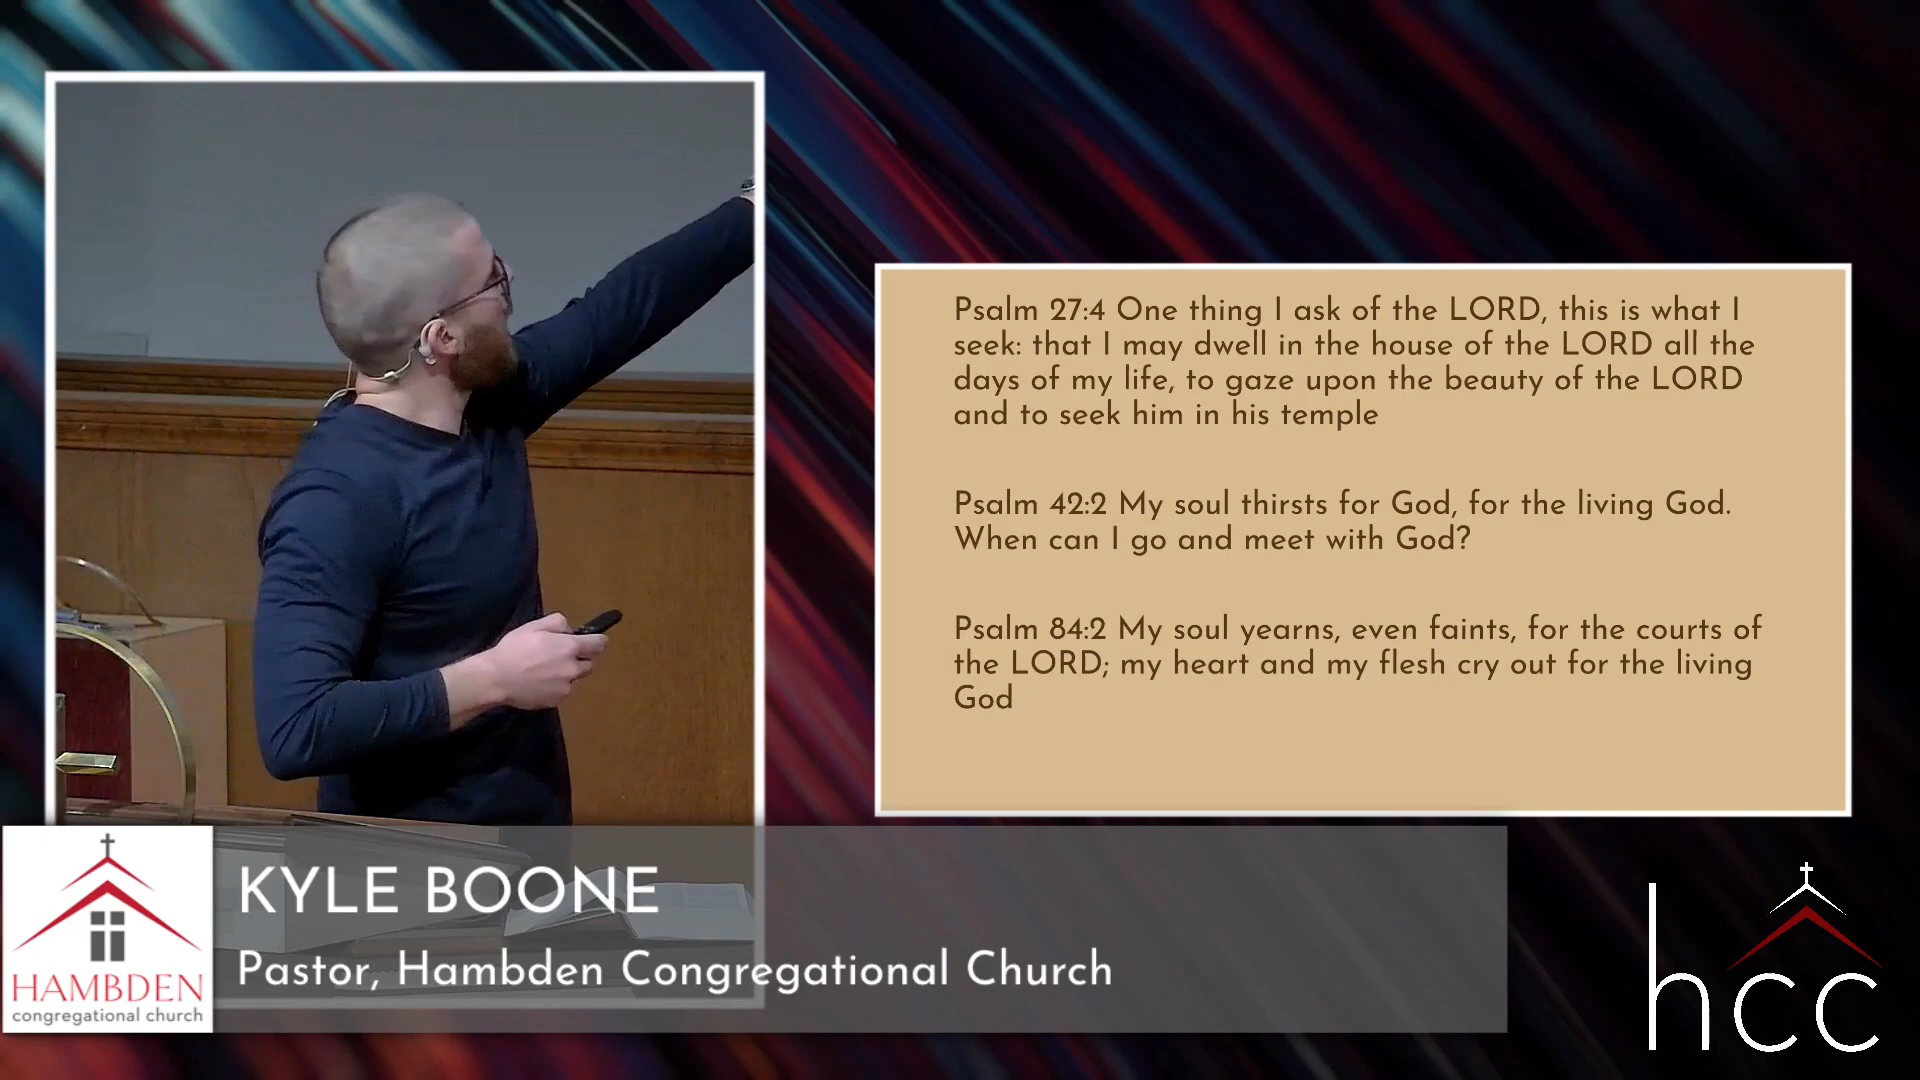 Psalm 27:4 One thing I ask of the LORD, this is what I
seek: that I may dwell in the house of the LORD all the
days of my life, to gaze upon the beauty of the LORD
and to seek him in his temple
Psalm 42:2 My soul thirsts for God, for the living God.
When can I go and meet with God?
Psalm 84:2 My soul yearns, even faints, for the courts of
the LORD; my heart and my flesh cry out for the living
God
KYLE BOONE
Pastor, Hambden Congregational Church
HAMBDEN
congregational church
hcc